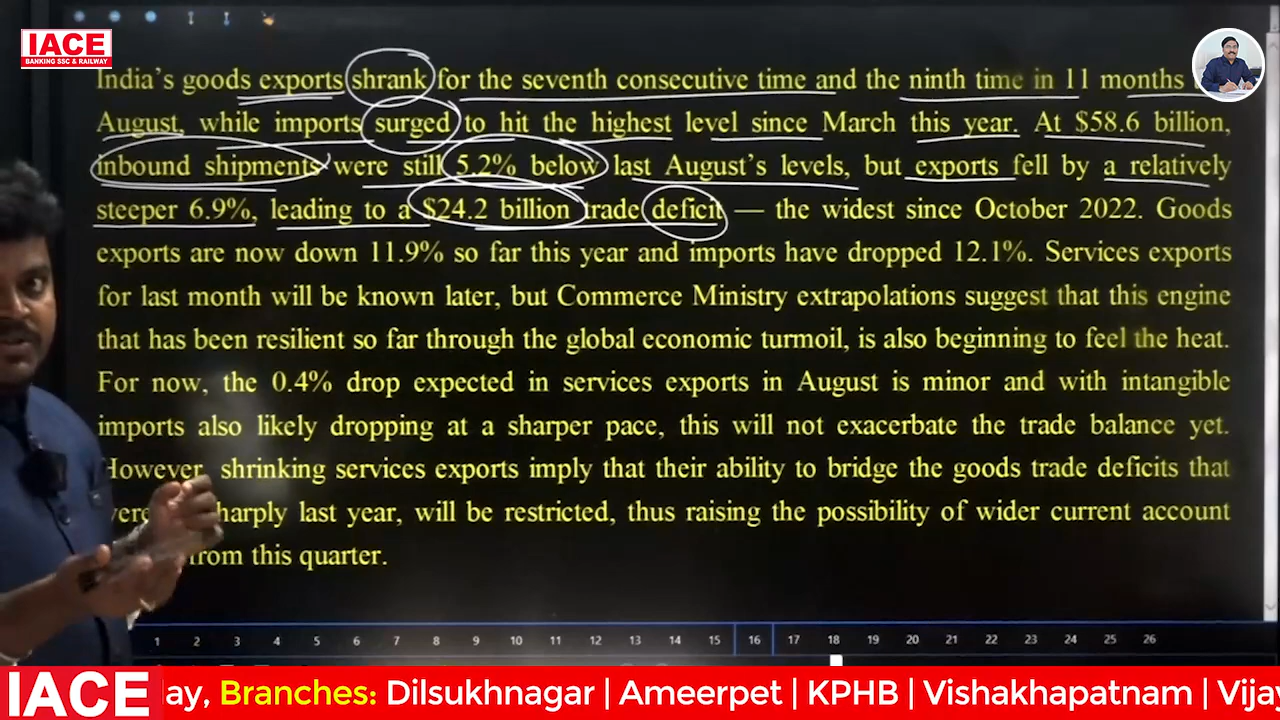 IACE
BANKING SSC & RAILWAY
India's goods exports shrank for the seventh consecutive time and the ninth time in 11 months
August, while imports surged to hit the highest level since March this year. At $58.6 billion,
inbound shipments were still 5.2% below last August's levels, but exports fell by a relatively
steeper 6.9%, leading to a $24.2 billion trade deficit — the widest since October 2022. Goods
exports are now down 11.9% so far this year and imports have dropped 12.1%. Services exports
for last month will be known later, but Commerce Ministry extrapolations suggest that this engine
that has been resilient so far through the global economic turmoil, is also beginning to feel the heat.
For now, the 0.4% drop expected in services exports in August is minor and with intangible
imports also likely dropping at a sharper pace, this will not exacerbate the trade balance yet.
However, shrinking services exports imply that their ability to bridge the goods trade deficits that
last year, will be restricted, thus raising the possibility of wider current account
from this quarter.
1 2 3 4 5 6 7 8 9 10 11 12 13 14 15 16 17 18 19 20 21 22 23 24 25 26
IACE ay, Branches: Dilsukhnagar | Ameerpet | KPHB | Vishakhapatnam | Vijay